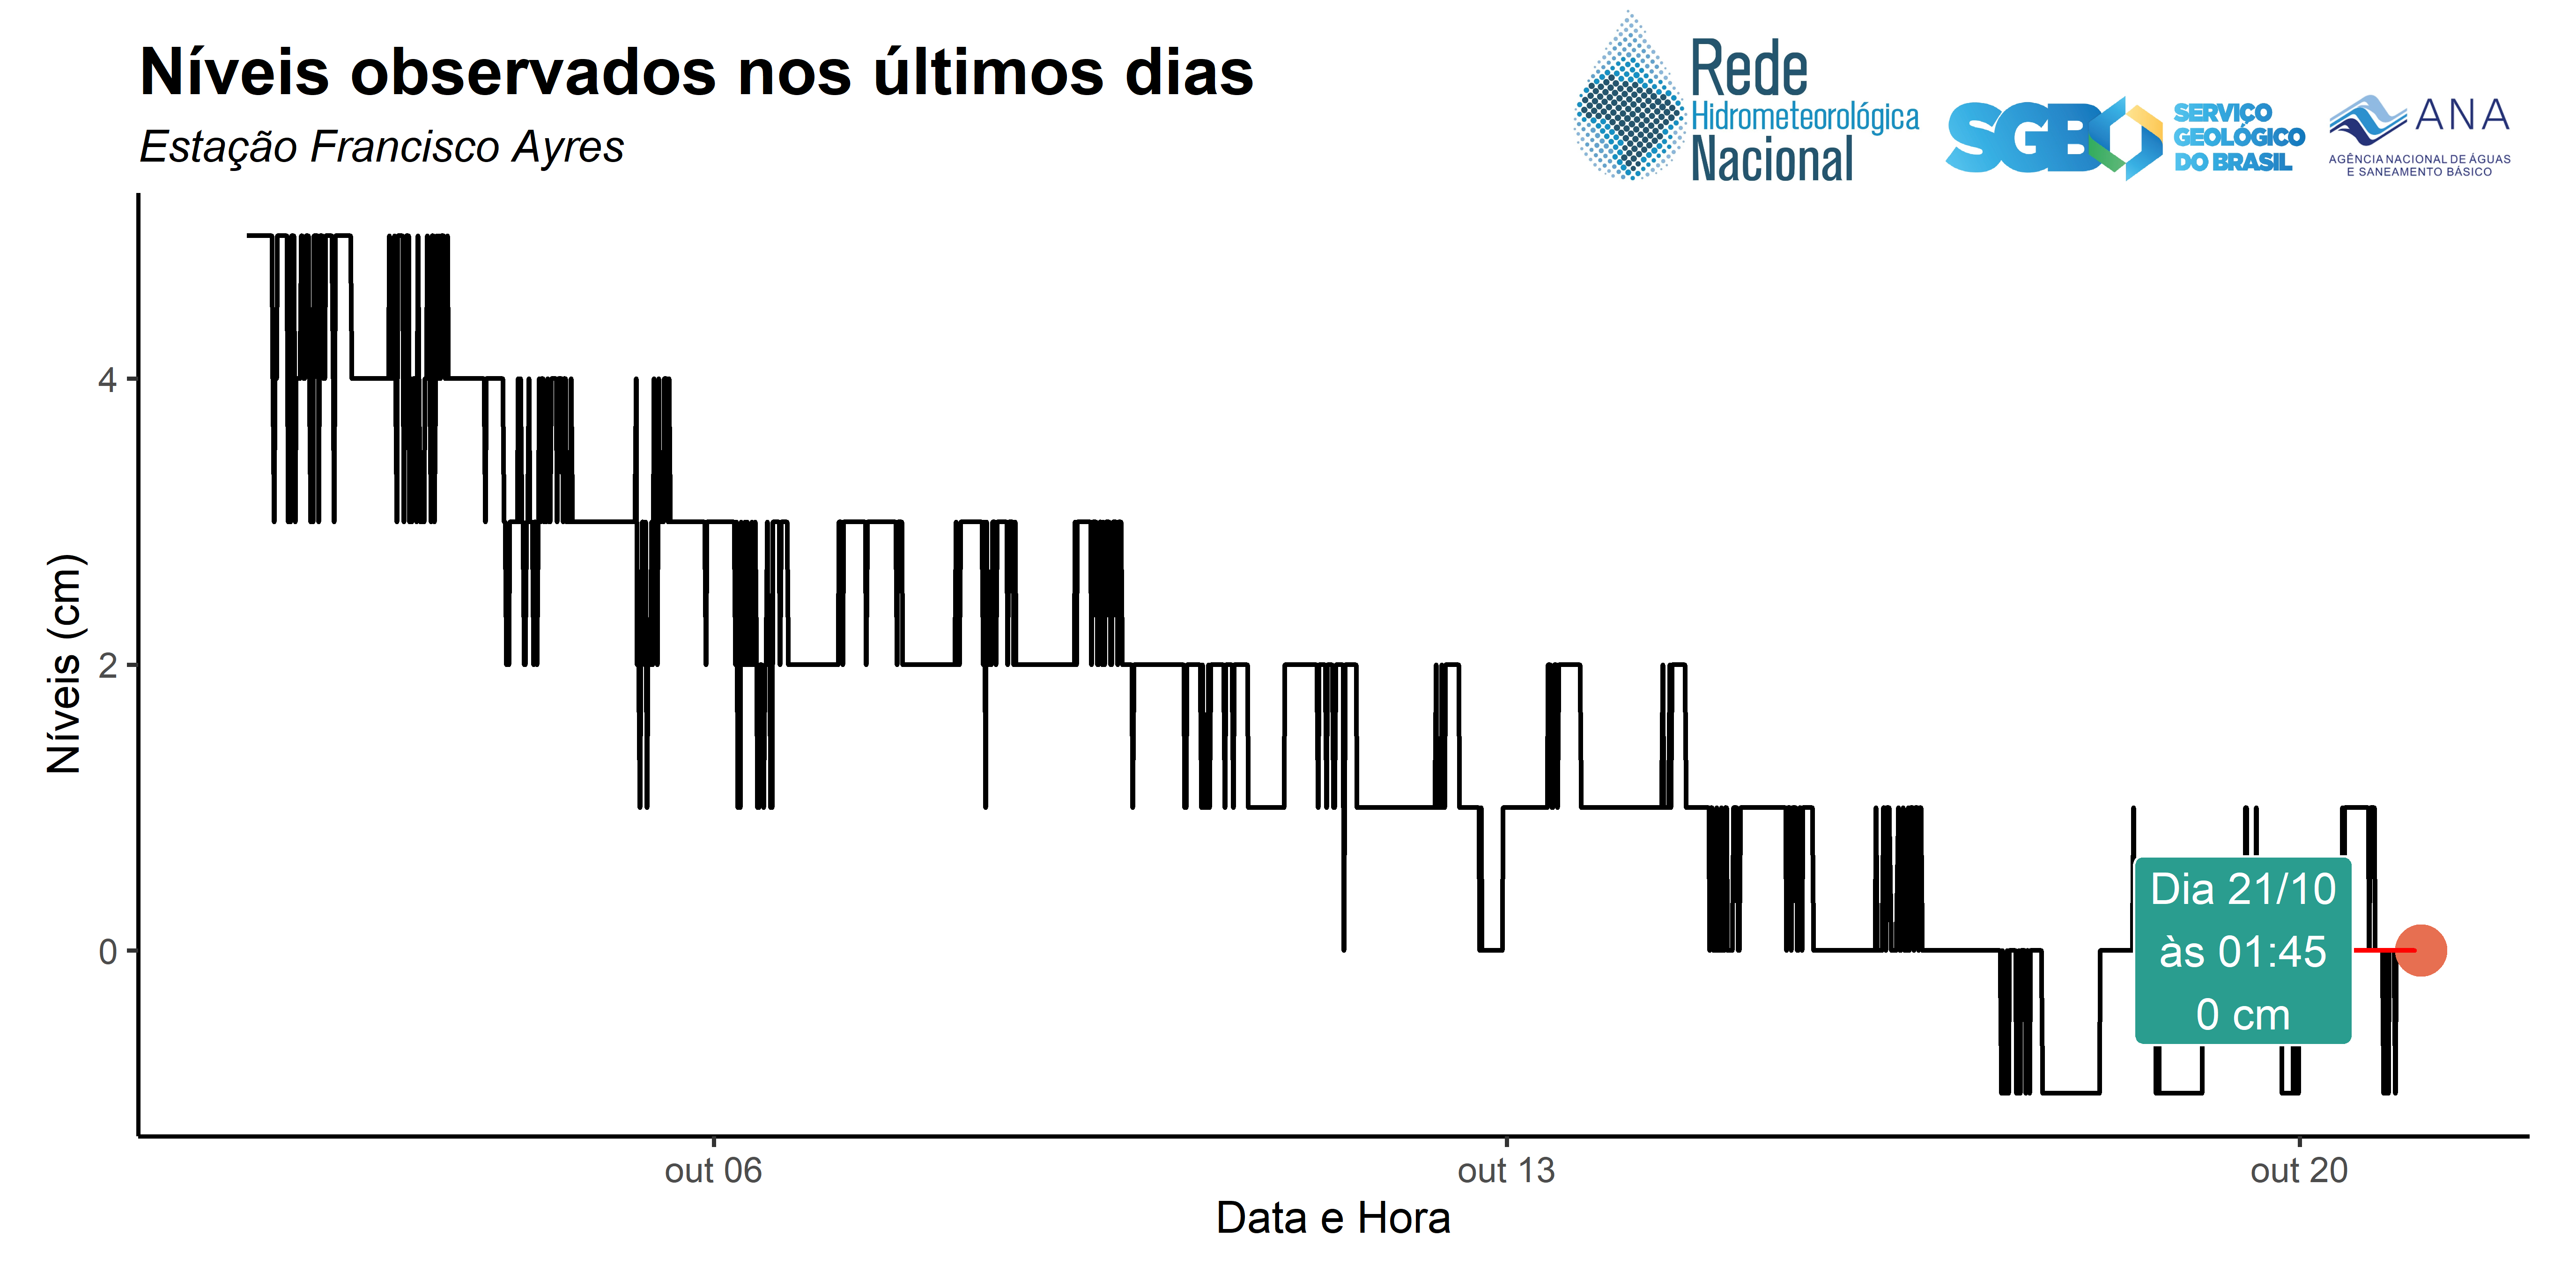 Níveis observados nos últimos dias
Estação Francisco Ayres
Rede
Hidrometeorológica
Nacional
SGB
SERVIÇO
GEOLÓGICO
DO BRASIL
ANA
AGÊNCIA NACIONAL DE ÁGUAS
E SANEAMENTO BÁSICO
Níveis (cm)
4
2
0
Dia 21/10
às 01:45
0 cm
out 06
out 13
out 20
Data e Hora